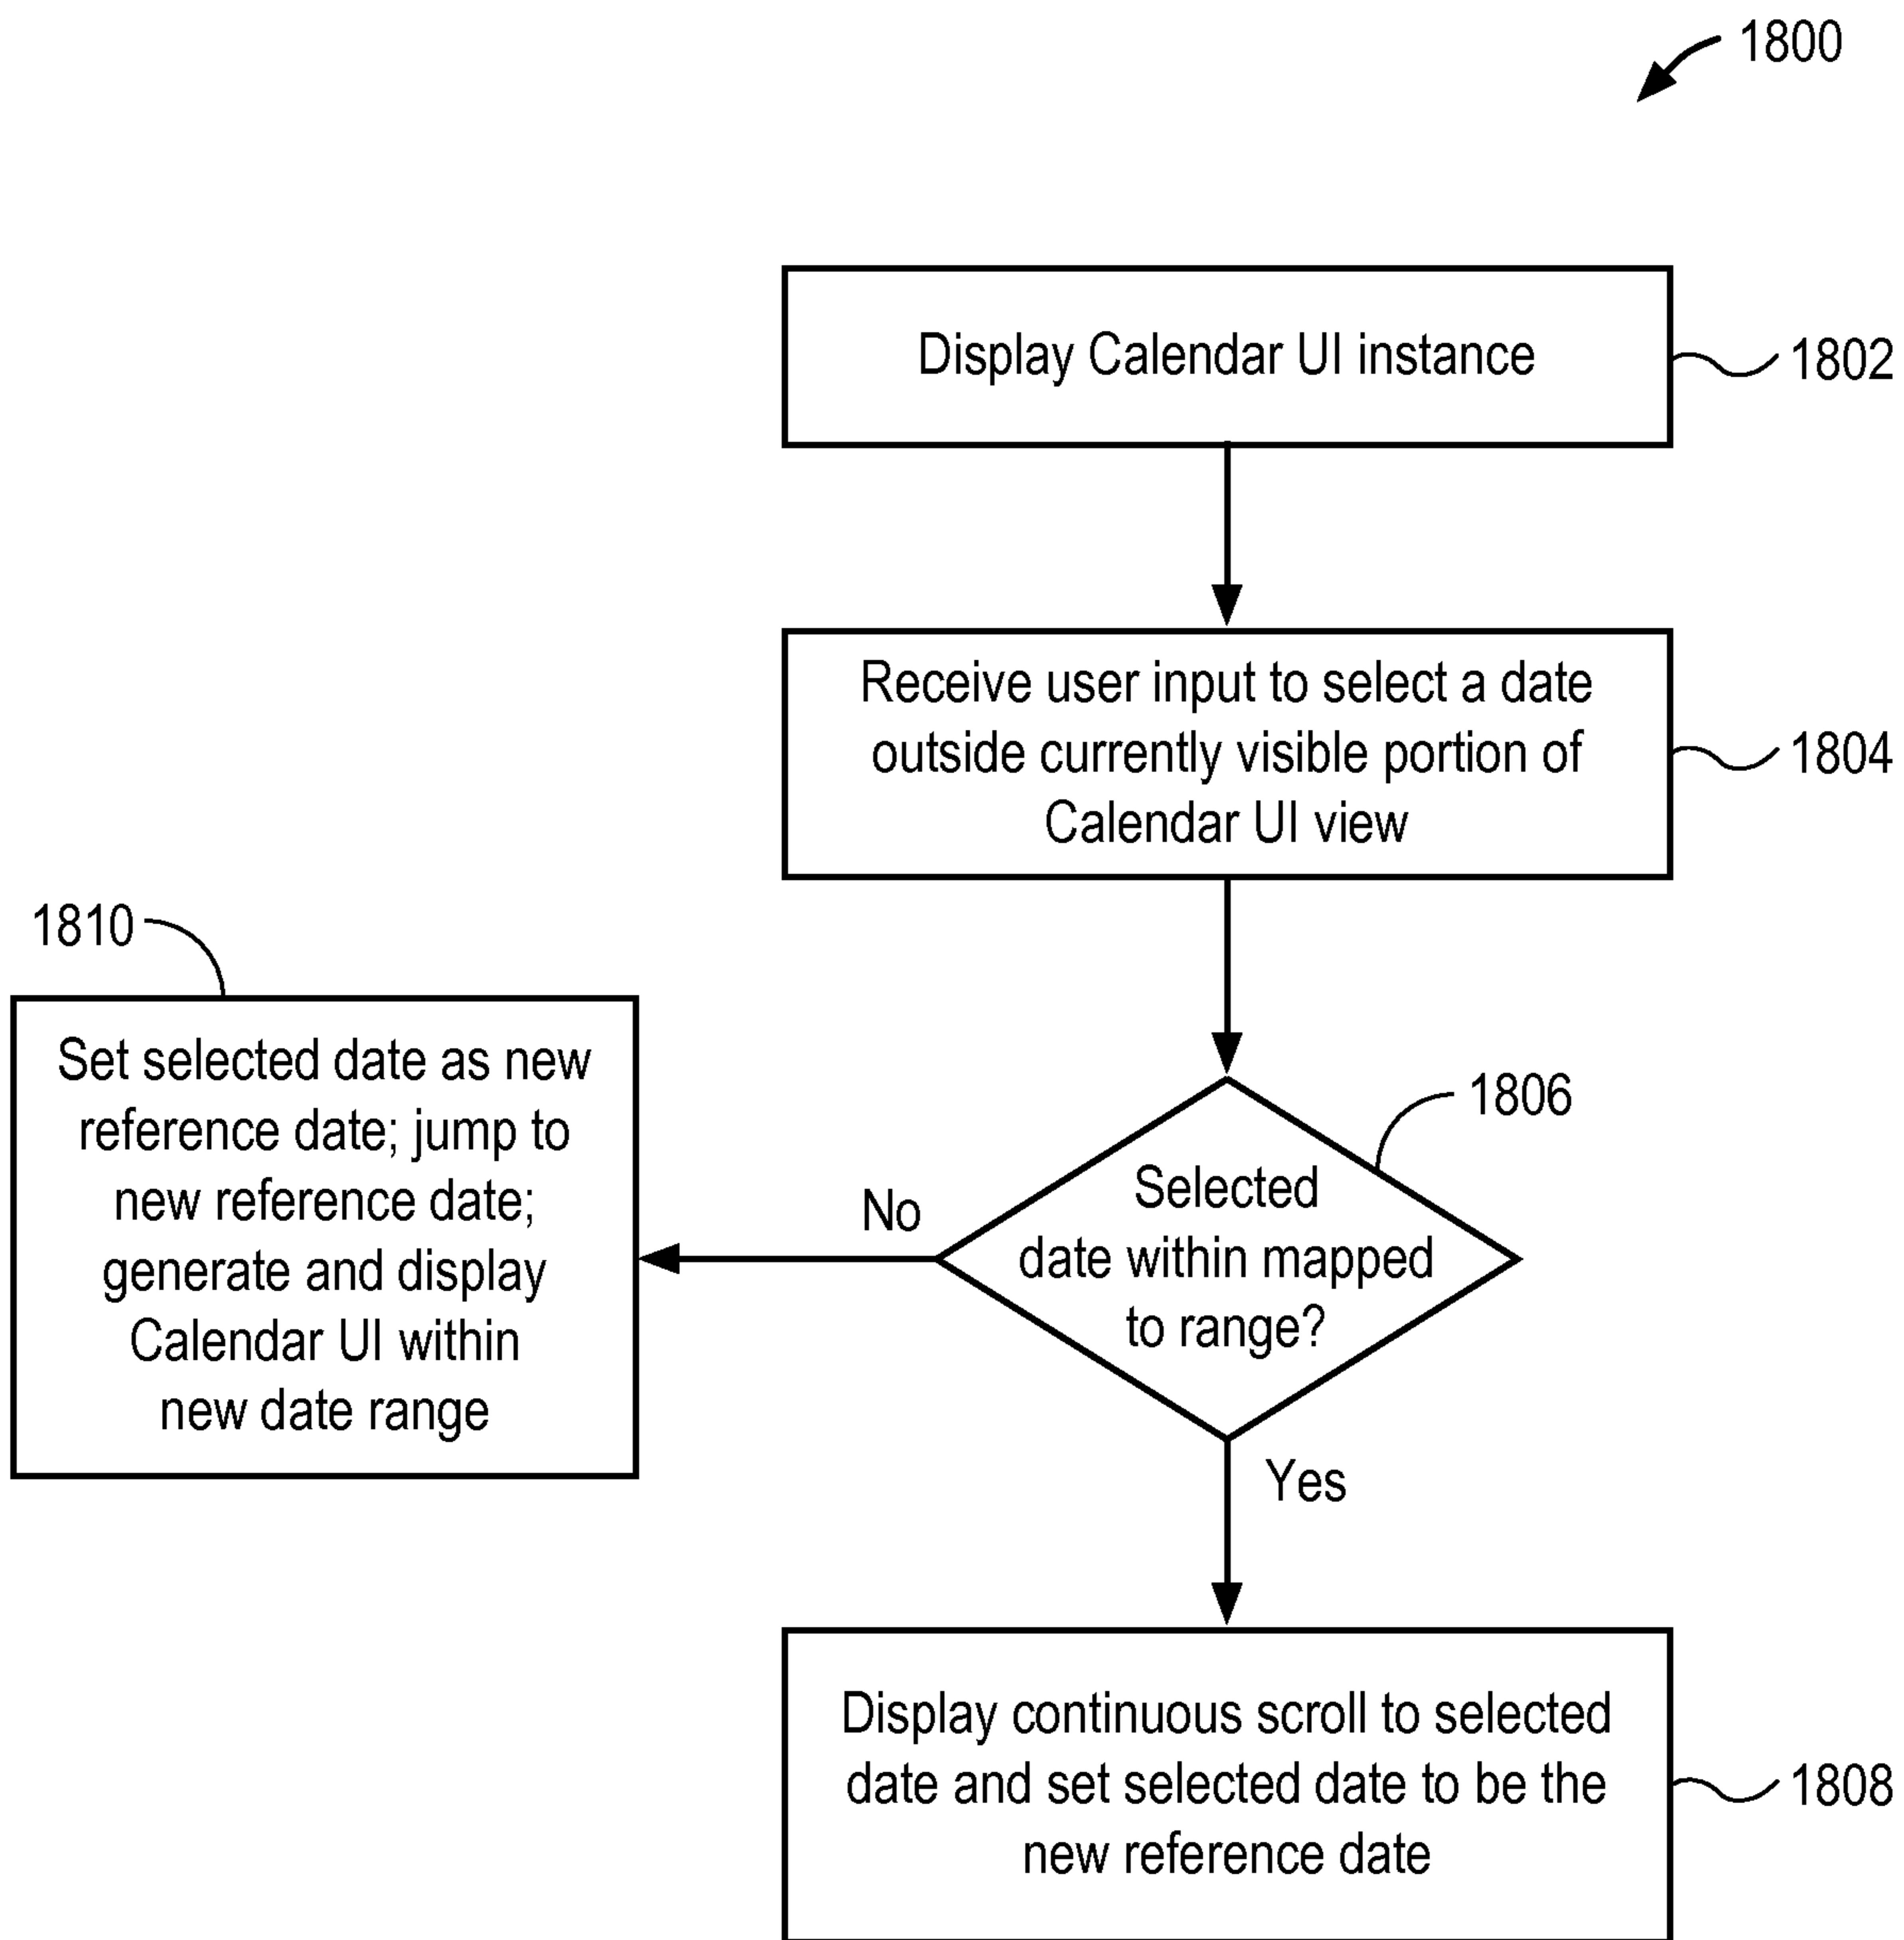 1800
Display Calendar UI instance
1802
Receive user input to select a date
outside currently visible portion of
Calendar UI view
1804
1810
Set selected date as new
reference date; jump to
new reference date;
generate and display
Calendar UI within
new date range
1806
Selected
date within mapped
to range?
No
Yes
Display continuous scroll to selected
date and set selected date to be the
new reference date
1808